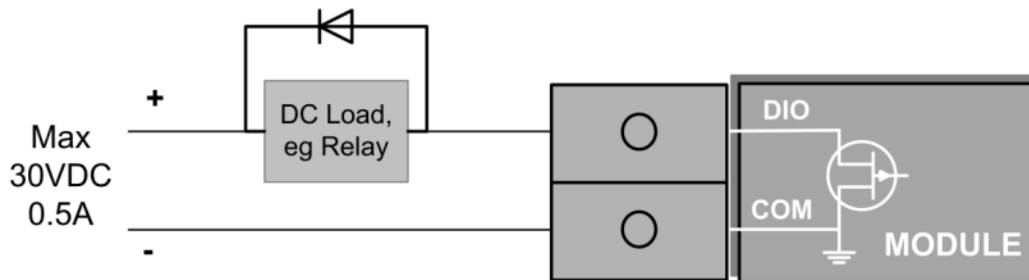 +
Max
30VDC
0.5A
-
DC Load,
eg Relay
DIO
COM
MODULE